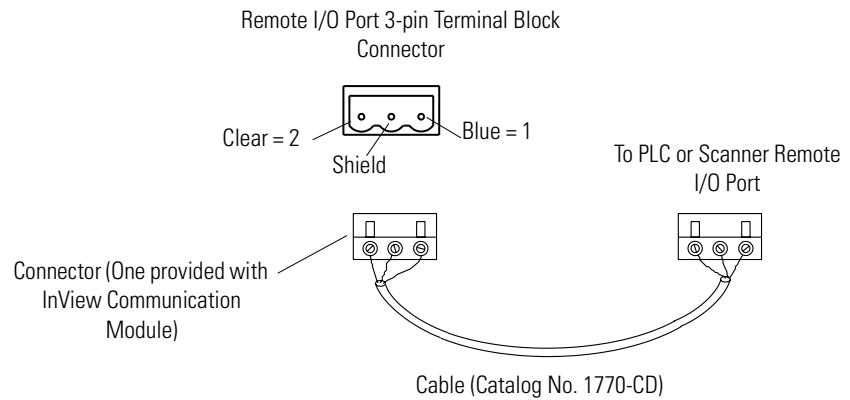 Remote I/O Port 3-pin Terminal Block
Connector
Clear = 2
Blue = 1
Shield
To PLC or Scanner Remote
I/O Port
Connector (One provided with
InView Communication
Module)
Cable (Catalog No. 1770-CD)